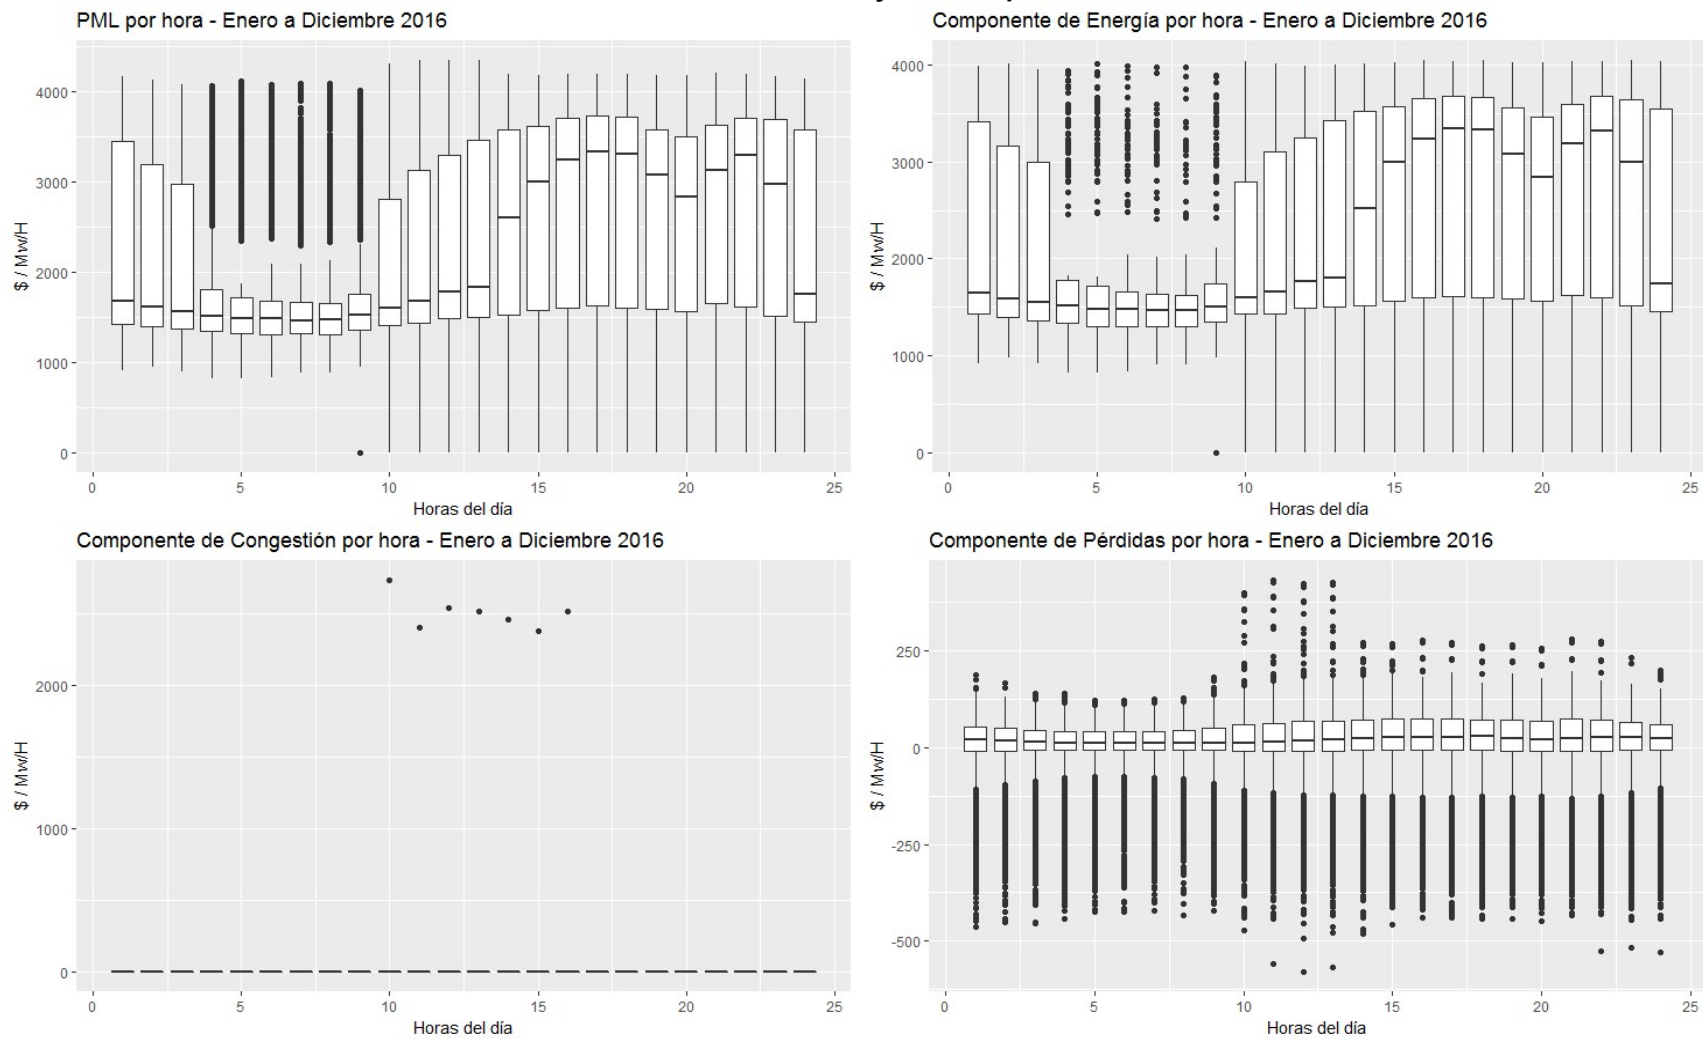 PML por hora - Enero a Diciembre 2016
$ / Mw/H
4000
3000
2000
1000
0
0 5 10 15 20 25
Horas del día
Componente de Energía por hora - Enero a Diciembre 2016
$ / Mw/H
4000
3000
2000
1000
0
0 5 10 15 20 25
Horas del día
Componente de Congestión por hora - Enero a Diciembre 2016
$ / Mw/H
2000
1000
0
0 5 10 15 20 25
Horas del día
Componente de Pérdidas por hora - Enero a Diciembre 2016
$ / Mw/H
250
0
-250
-500
0 5 10 15 20 25
Horas del día